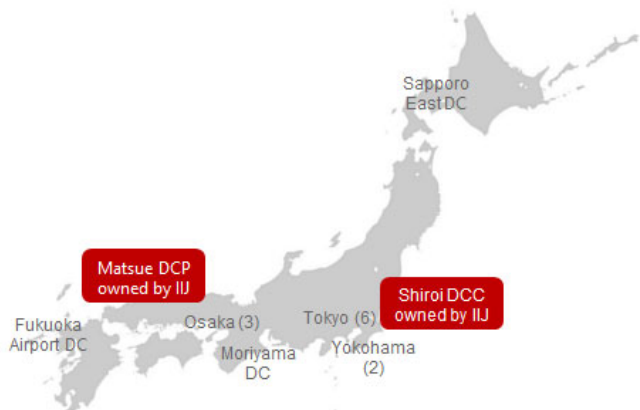 Sapporo
East DC
Matsue DCP
owned by IIJ
Shiroi DCC
owned by IIJ
Fukuoka
Airport DC
Osaka (3)
Tokyo (6)
Moriyama
DC
Yokohama
(2)